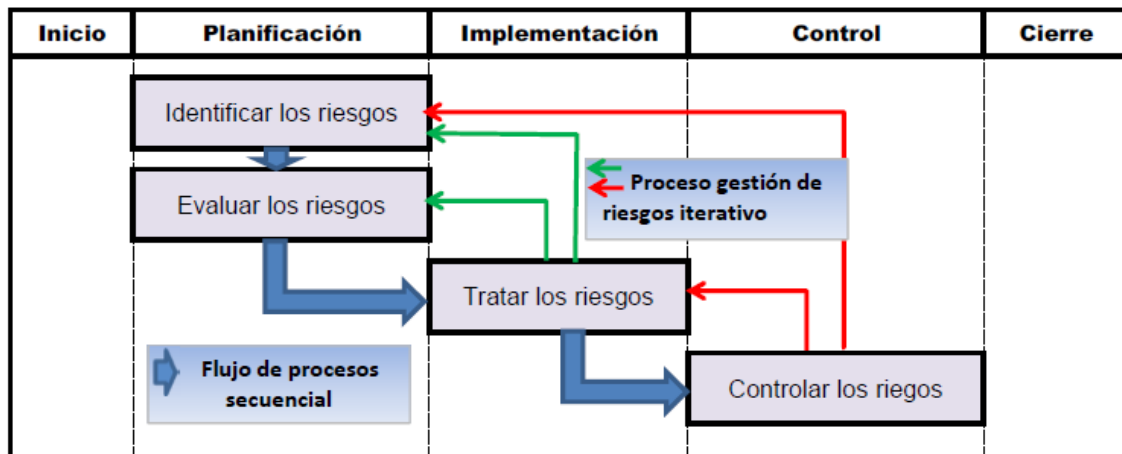 Inicio Planificación Implementación Control Cierre
Identificar los riesgos
Evaluar los riesgos
Proceso gestión de
riesgos iterativo
Tratar los riesgos
Flujo de procesos
secuencial
Controlar los riegos